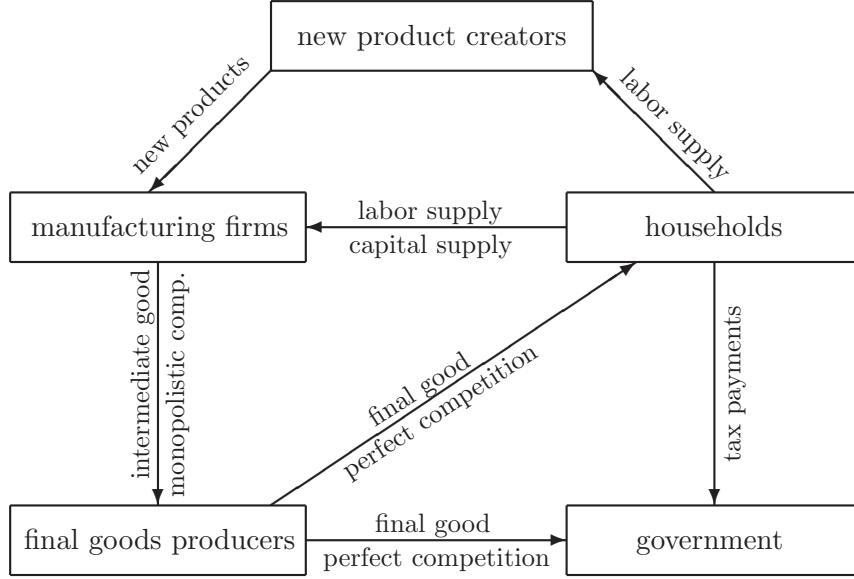 new product creators
new products
labor supply
manufacturing firms
labor supply
capital supply
households
intermediate good
monopolistic comp.
final good
perfect competition
tax payments
final goods producers
final good
perfect competition
government